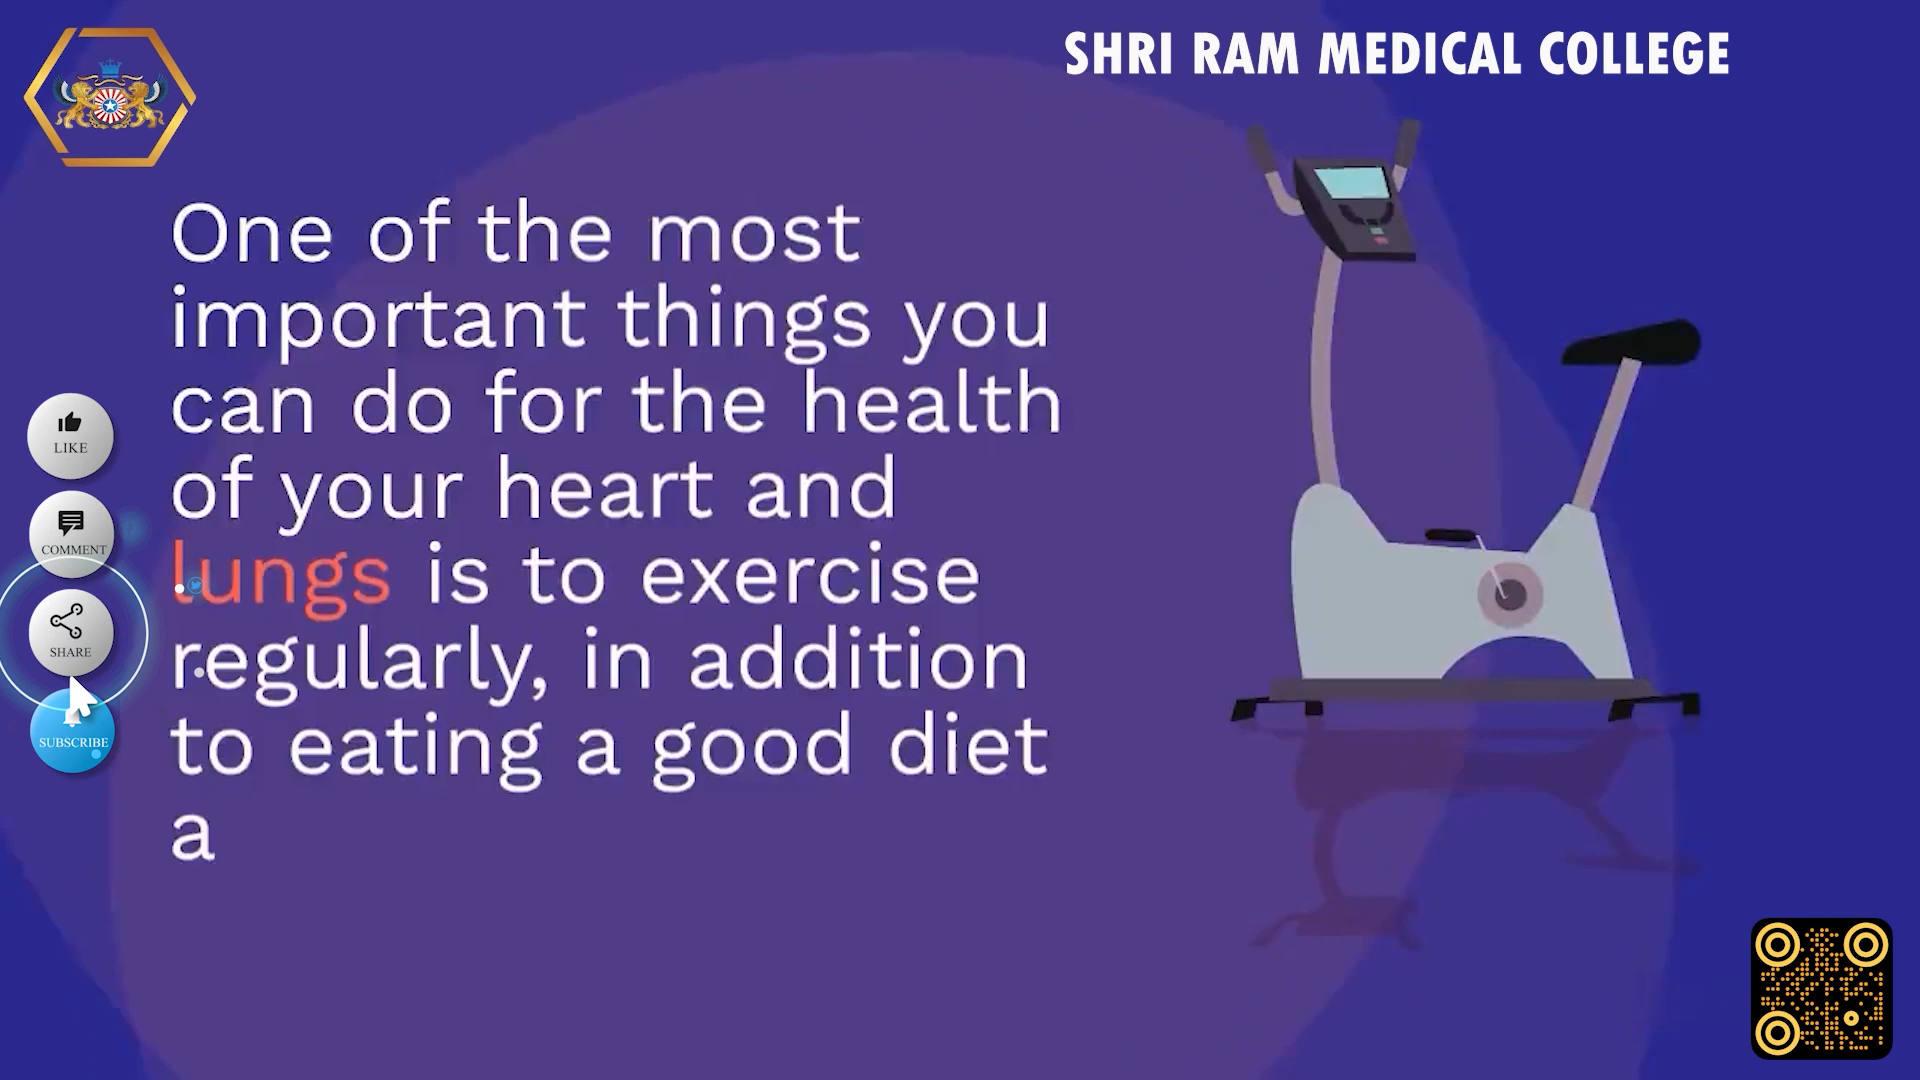 SHRI RAM MEDICAL COLLEGE
One of the most
important things you
can do for the health
of your heart and
lungs is to exercise
regularly, in addition
to eating a good diet
a
LIKE
COMMENT
SHARE
SUBSCRIBE